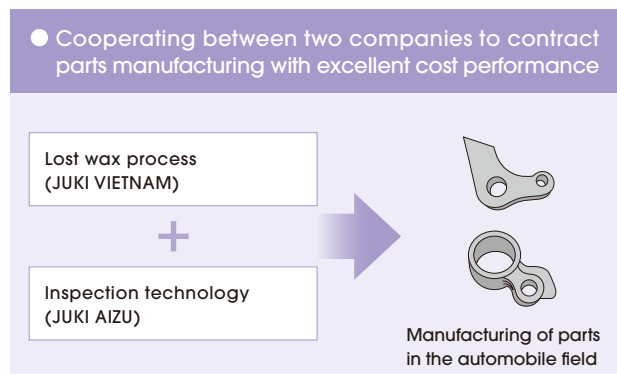 ● Cooperating between two companies to contract
parts manufacturing with excellent cost performance
Lost wax process
(JUKI VIETNAM)
+
Inspection technology
(JUKI AIZU)
Manufacturing of parts
in the automobile field